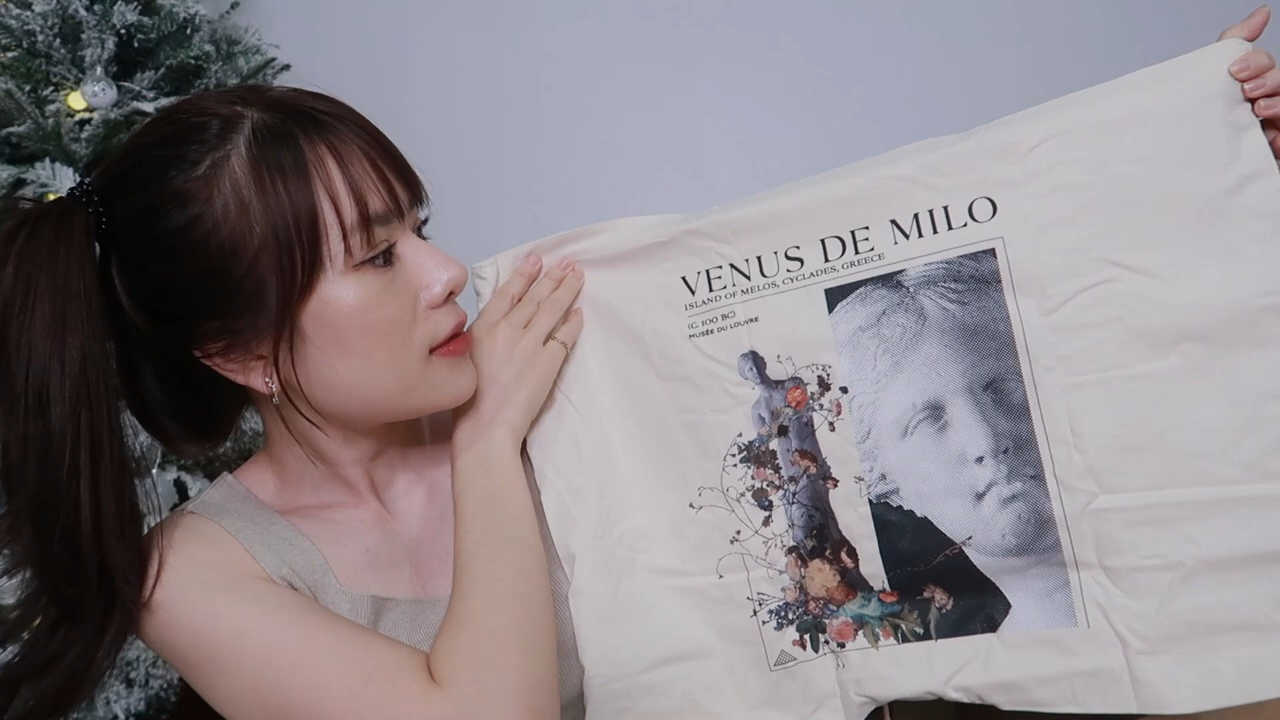 VENUS DE MILO
ISLAND OF MELOS, CYCLADES, GREECE
(C. 100 BC)
MUSÉE DU LOUVRE